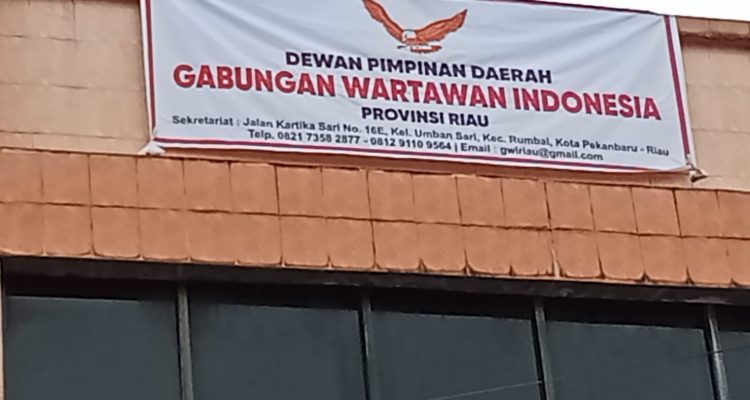 DEWAN PIMPINAN DAERAH
GABUNGAN WARTAWAN INDONESIA
PROVINSI RIAU
Sekretariat : Jalan Kartika Sari No. 16E, Kel. Umban Sari, Kec. Rumbai, Kota Pekanbaru - Riau
Telp. 0821 7358 2877 - 0812 9110 9564 | Email : gwiriau@gmail.com